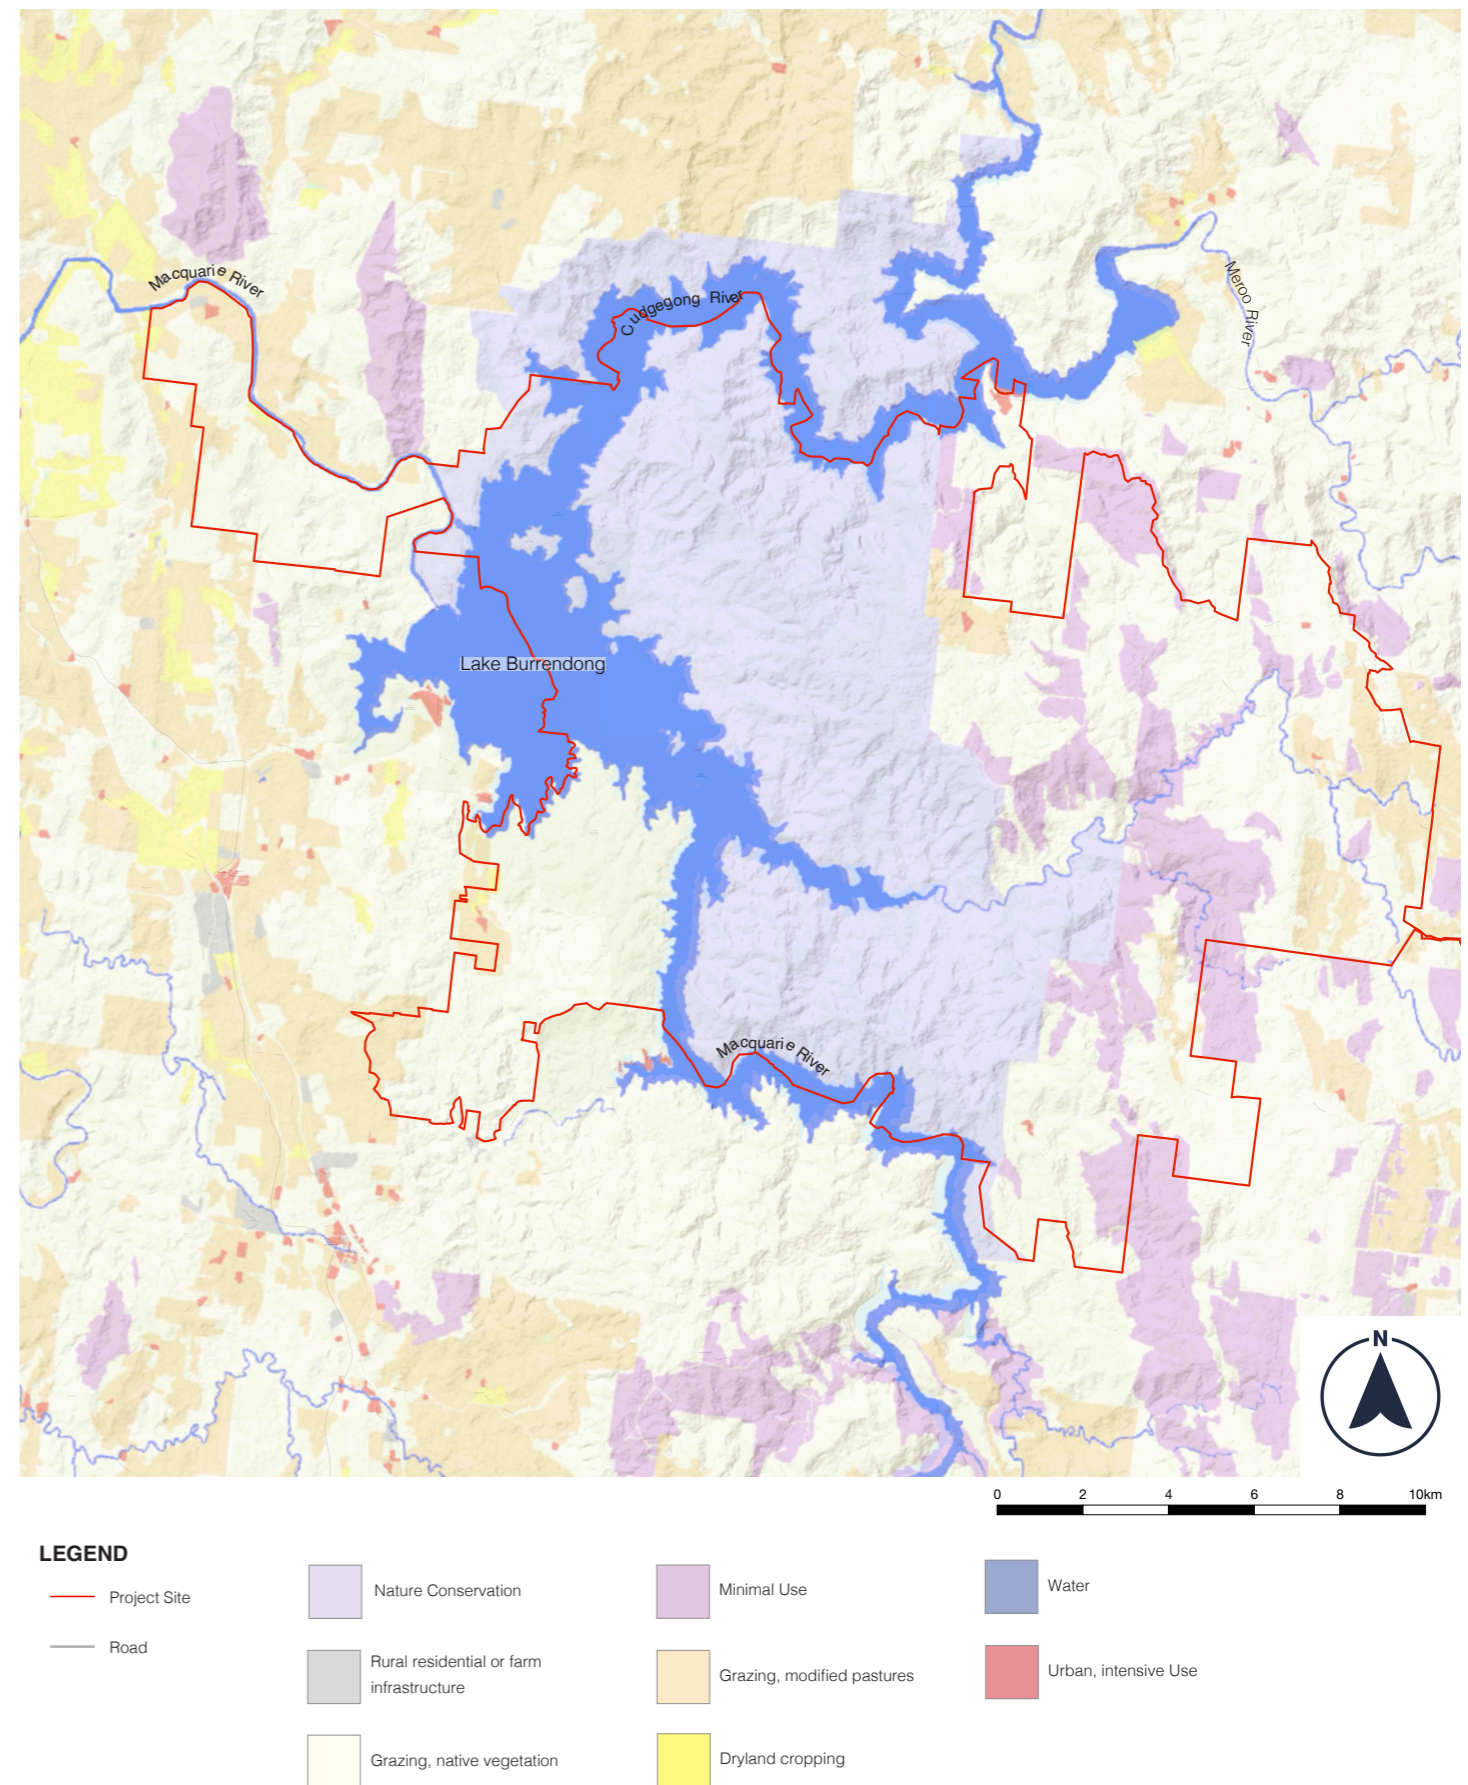 Macquarie River
Cudgegong River
Meroo River
Lake Burrendong
Macquarie River
N
0 2 4 6 8 10km
LEGEND
Project Site
Road
Nature Conservation
Rural residential or farm
infrastructure
Grazing, native vegetation
Minimal Use
Grazing, modified pastures
Dryland cropping
Water
Urban, intensive Use